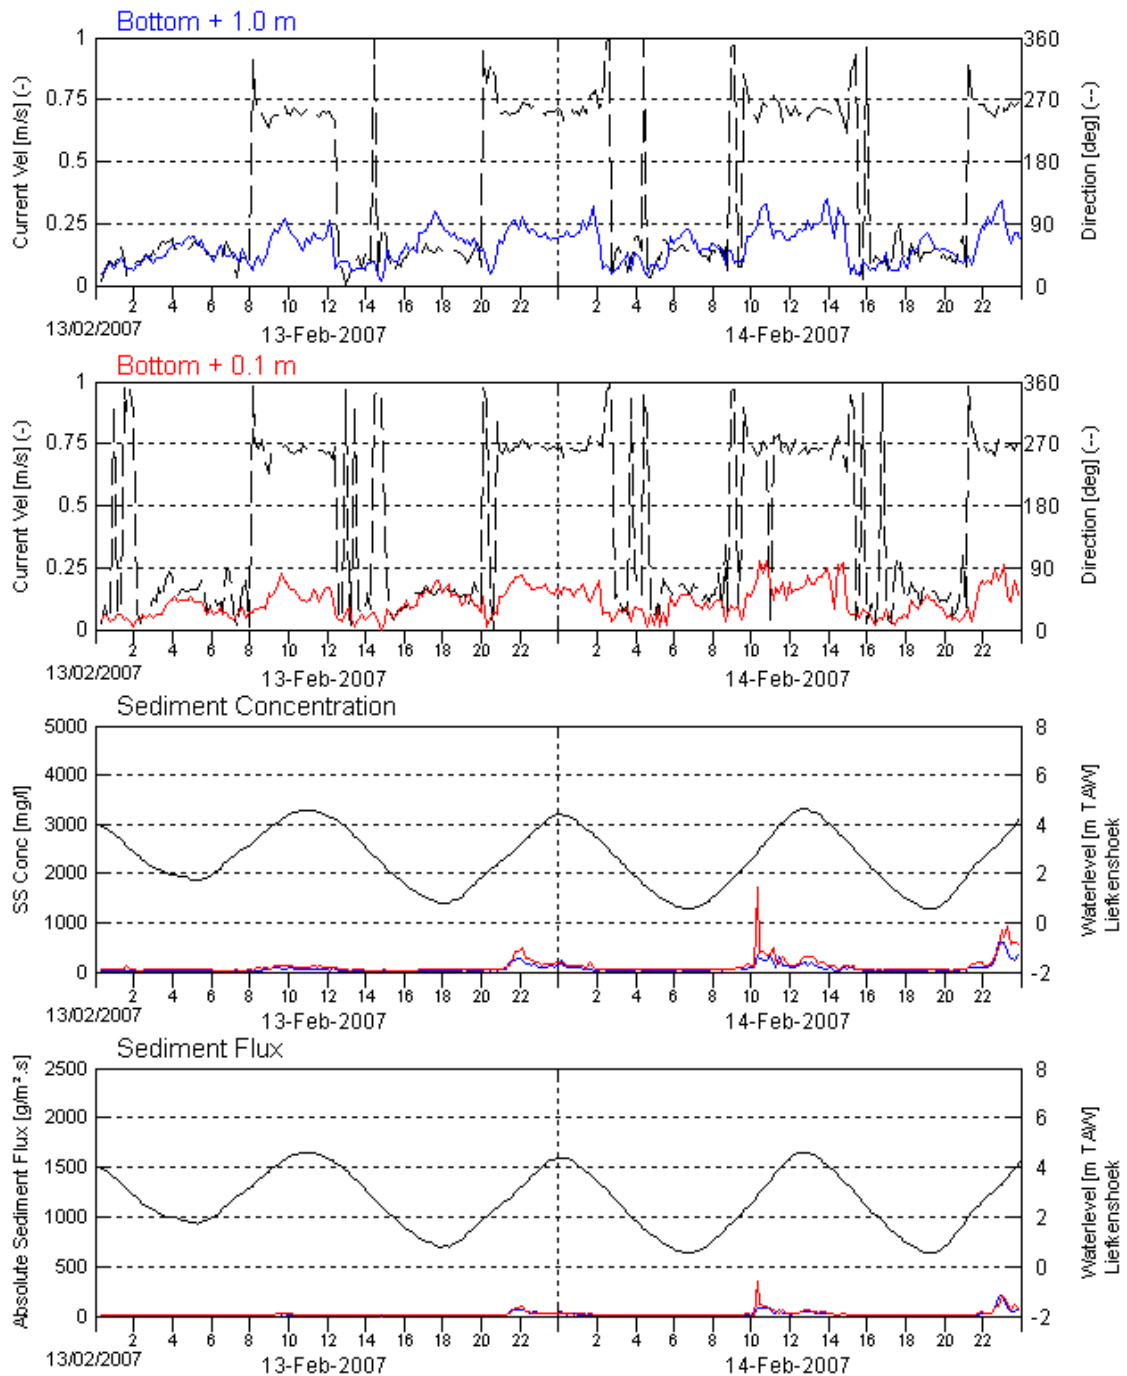 Bottom + 1.0 m
1 0.75 0.5 0.25 0
Current Vel [m/s] (-)
360 270 180 90 0
Direction [deg] (--)
2 4 6 8 10 12 14 16 18 20 22 2 4 6 8 10 12 14 16 18 20 22
13/02/2007 13-Feb-2007 14-Feb-2007
Bottom + 0.1 m
1 0.75 0.5 0.25 0
Current Vel [m/s] (-)
360 270 180 90 0
Direction [deg] (--)
2 4 6 8 10 12 14 16 18 20 22 2 4 6 8 10 12 14 16 18 20 22
13/02/2007 13-Feb-2007 14-Feb-2007
Sediment Concentration
5000 4000 3000 2000 1000 0
SS Conc [mg/l]
8 6 4 2 0 -2
Waterlevel [m TAW]
Liefkenshoek
2 4 6 8 10 12 14 16 18 20 22 2 4 6 8 10 12 14 16 18 20 22
13/02/2007 13-Feb-2007 14-Feb-2007
Sediment Flux
2500 2000 1500 1000 500 0
Absolute Sediment Flux [g/m².s]
8 6 4 2 0 -2
Waterlevel [m TAW]
Liefkenshoek
2 4 6 8 10 12 14 16 18 20 22 2 4 6 8 10 12 14 16 18 20 22
13/02/2007 13-Feb-2007 14-Feb-2007